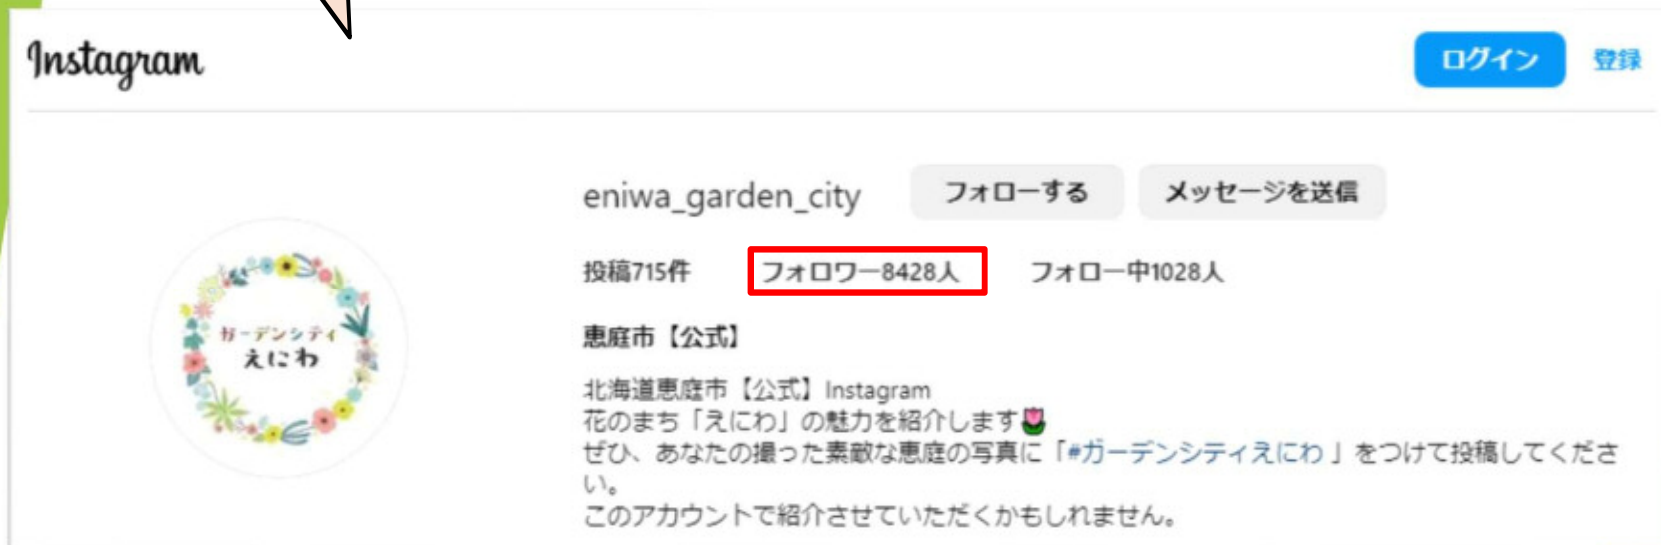 Instagram
ログイン 登録
eniwa_garden_city フォローする メッセージを送信
投稿715件 フォロワー8428人 フォロー中1028人
ガーデンシティ
えにわ
恵庭市【公式】
北海道恵庭市【公式】Instagram
花のまち「えにわ」の魅力を紹介します🌷
ぜひ、あなたの撮った素敵な恵庭の写真に「#ガーデンシティえにわ 」をつけて投稿してくださ
い。
このアカウントで紹介させていただくかもしれません。